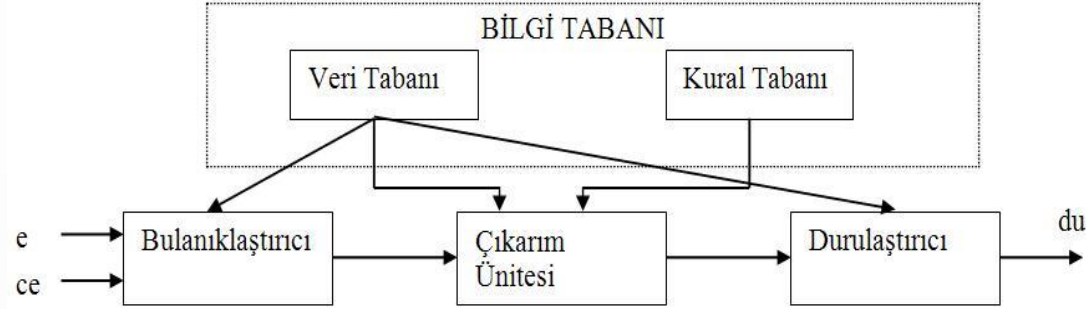 BİLGİ TABANI
Veri Tabanı
Kural Tabanı
e
ce
Bulanıklaştırıcı
Çıkarım
Ünitesi
Durulaştırıcı
du